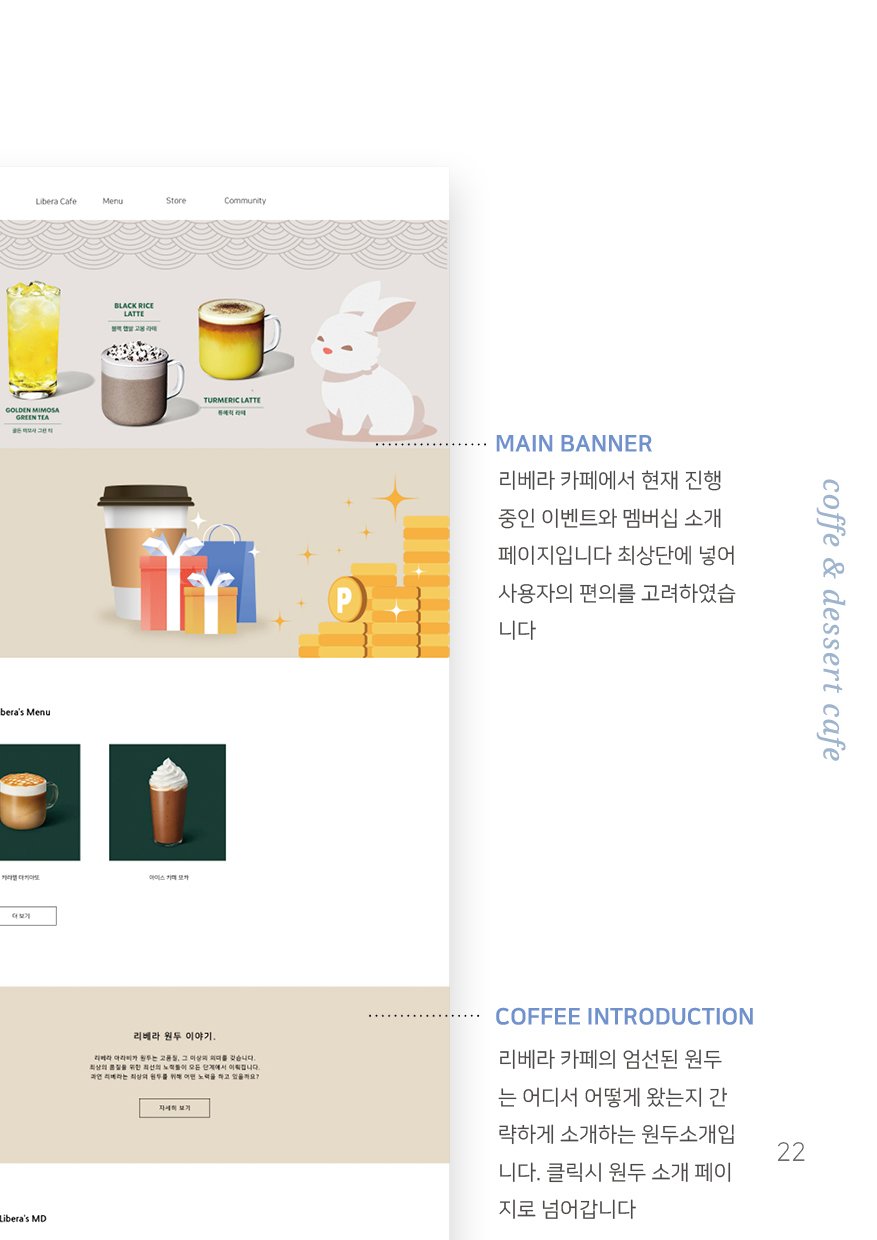 Libera Cafe Menu Store Community
BLACK RICE
LATTE
블랙 햅쌀 고봉 라떼
TURMERIC LATTE
튜메릭 라떼
GOLDEN MIMOSA
GREEN TEA
골든 미모사 그린 티
MAIN BANNER
리베라 카페에서 현재 진행
중인 이벤트와 멤버십 소개
페이지입니다 최상단에 넣어
사용자의 편의를 고려하였습
니다
P
coffe & dessert cafe
bera's Menu
카라멜 마키아또
아이스 카페 모카
더 보기
COFFEE INTRODUCTION
리베라 카페의 엄선된 원두
는 어디서 어떻게 왔는지 간
략하게 소개하는 원두소개입
니다. 클릭시 원두 소개 페이
지로 넘어갑니다
리베라 원두 이야기.
리베라 아라비카 원두는 고품질, 그 이상의 의미를 갖습니다.
최상의 품질을 위한 최선의 노력들이 모든 단계에서 이뤄집니다.
과연 리베라는 최상의 원두를 위해 어떤 노력을 하고 있을까요?
자세히 보기
22
Libera's MD